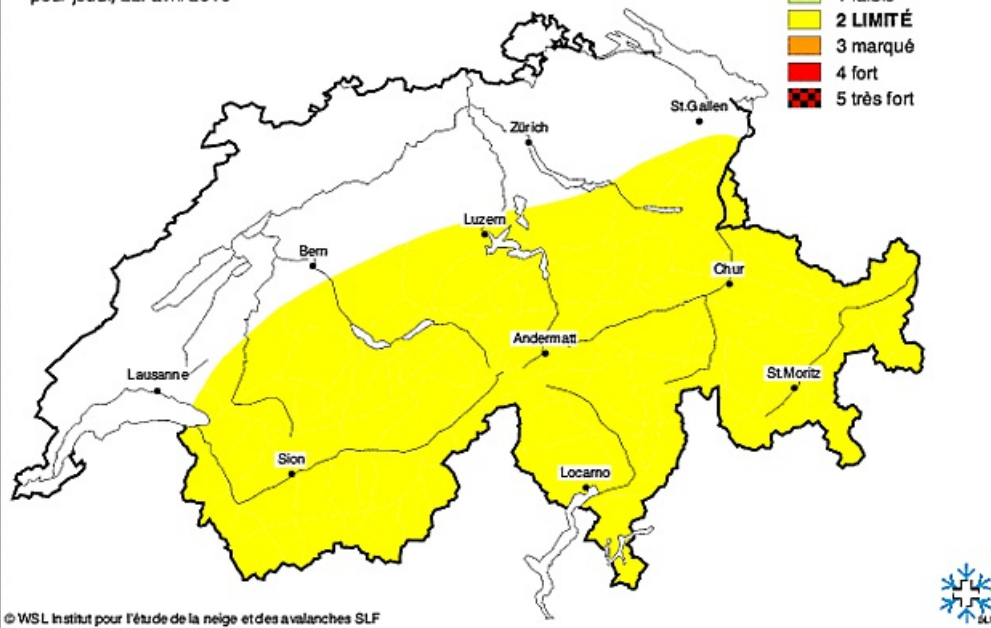 2 LIMITÉ
3 marqué
4 fort
5 très fort
St.Gallen
Zürich
Luzern
Bern
Chur
Andermatt
Lausanne
St.Moritz
Sion
Locarno
© WSL Institut pour l'étude de la neige et des avalanches SLF